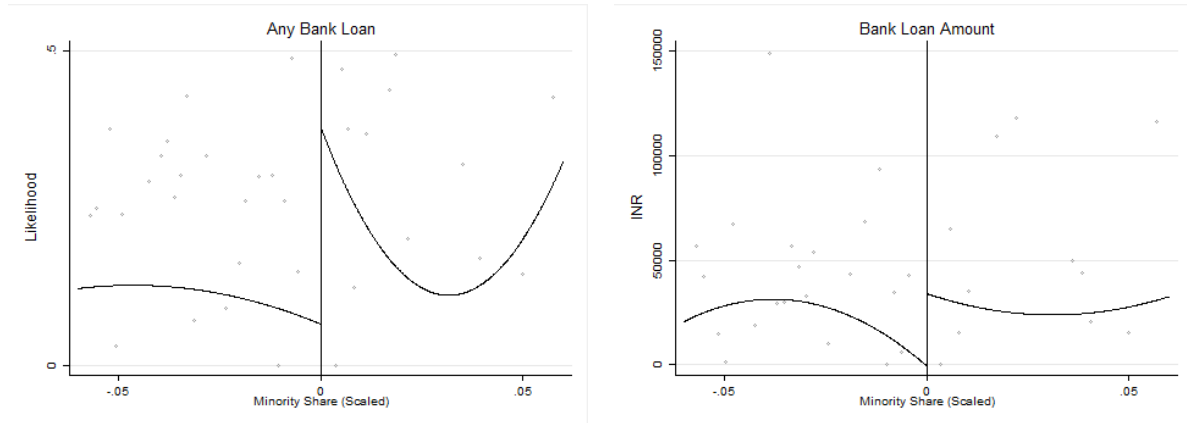 Any Bank Loan
.5
0
Likelihood
-.05
0
.05
Minority Share (Scaled)
Bank Loan Amount
150000
100000
50000
0
INR
-.05
0
.05
Minority Share (Scaled)